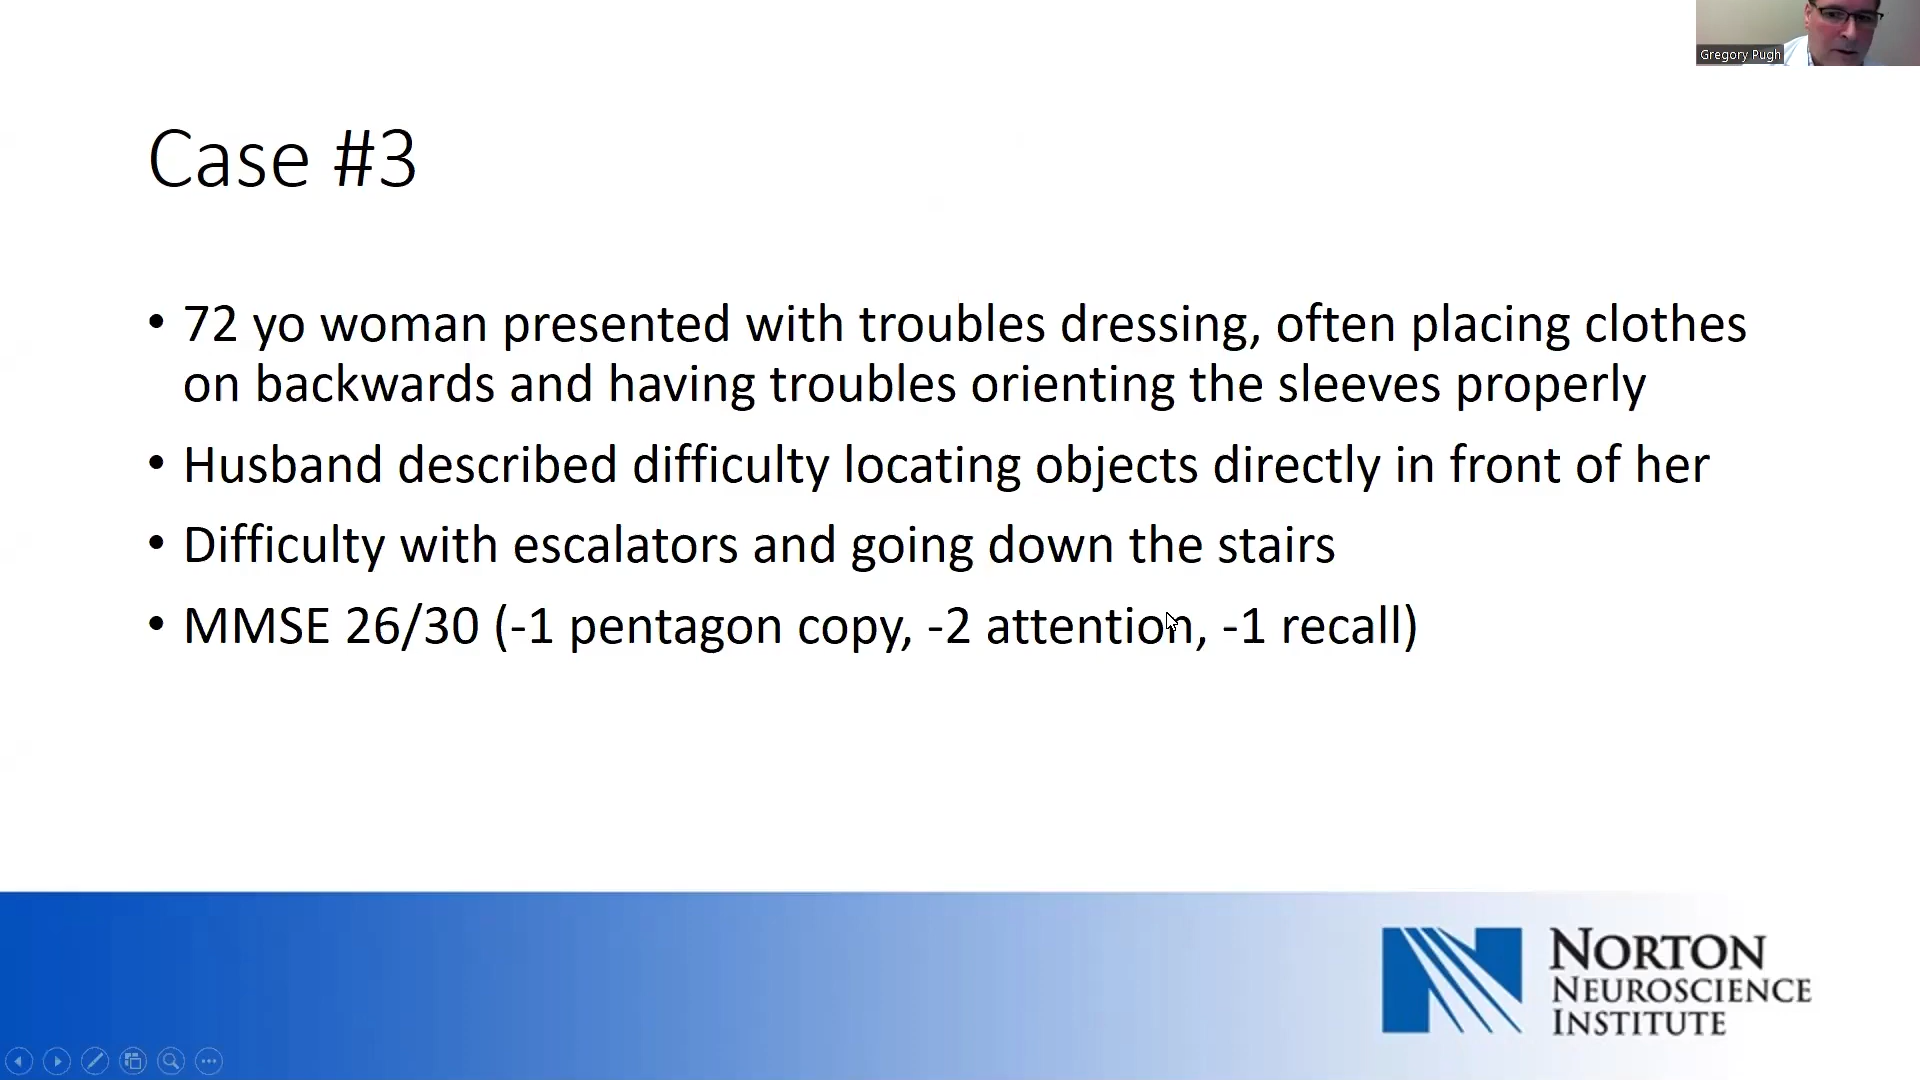 Gregory Pugh
Case #3
• 72 yo woman presented with troubles dressing, often placing clothes
on backwards and having troubles orienting the sleeves properly
• Husband described difficulty locating objects directly in front of her
• Difficulty with escalators and going down the stairs
• MMSE 26/30 (-1 pentagon copy, -2 attention, -1 recall)
NORTON
NEUROSCIENCE
INSTITUTE